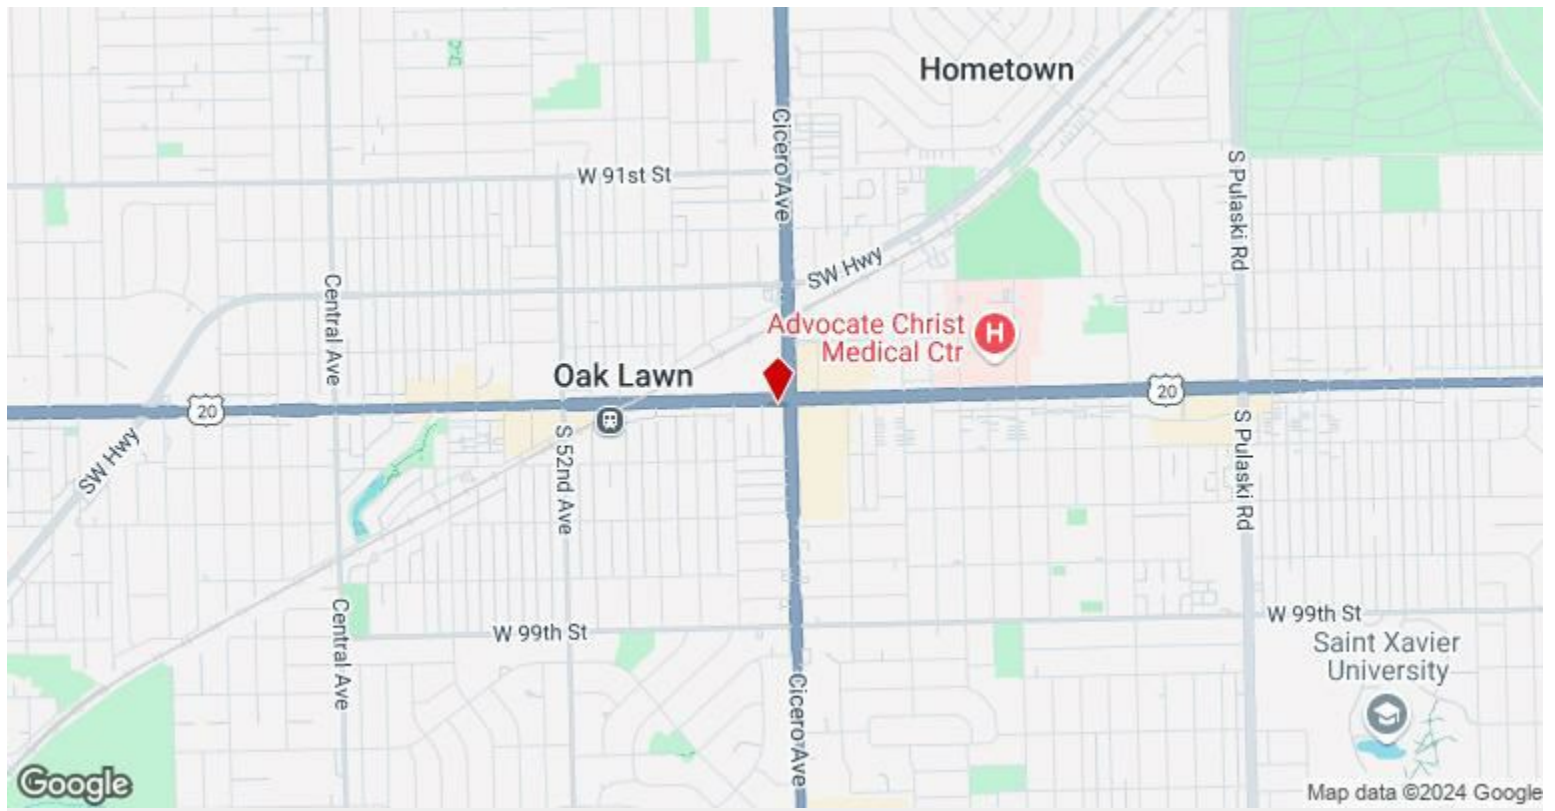 Hometown
Cicero Ave
W 91st St
S Pulaski Rd
SW Hwy
Central Ave
Advocate Christ
Medical Ctr
H
Oak Lawn
20
20
SW Hwy
S 52nd Ave
S Pulaski Rd
Central Ave
W 99th St
W 99th St
Saint Xavier
University
Cicero Ave
Google
Map data ©2024 Google